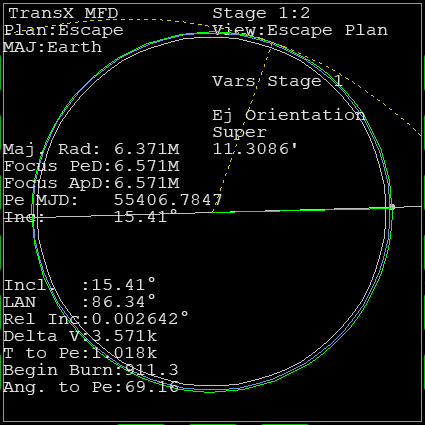 TransX MFD Stage 1:2
Plan:Escape View:Escape Plan
MAJ:Earth
Vars Stage 1
Ej Orientation
Super
Maj. Rad: 6.371M 11.3086'
Focus PeD:6.571M
Focus ApD:6.571M
Pe MJD: 55406.7847
Inc: 15.41°
Incl. :15.41°
LAN :86.34°
Rel Inc:0.002642°
Delta V:3.571k
T to Pe:1.018k
Begin Burn:911.3
Ang. to Pe:69.16